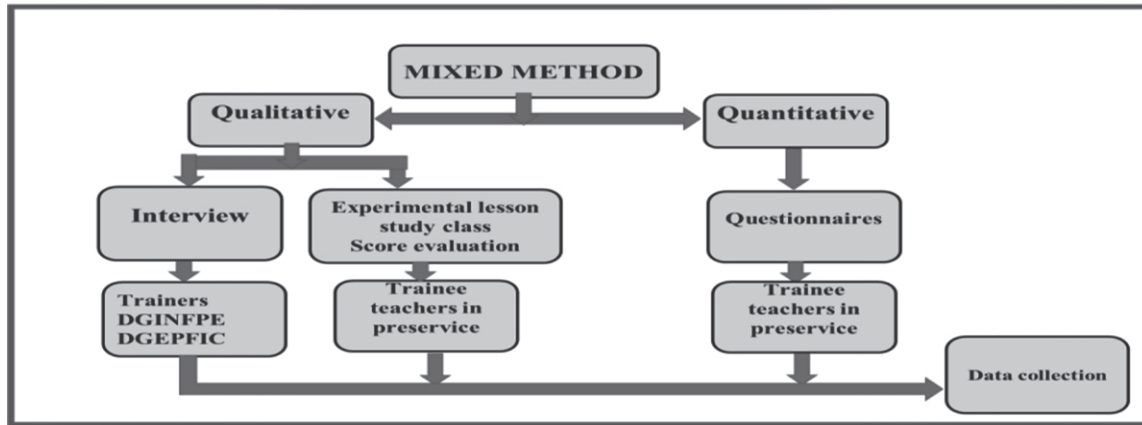 MIXED METHOD
Qualitative
Quantitative
Interview
Experimental lesson
study class
Score evaluation
Questionnaires
Trainers
DGINFPE
DGEPFIC
Trainee
teachers in
preservice
Trainee
teachers in
preservice
Data collection